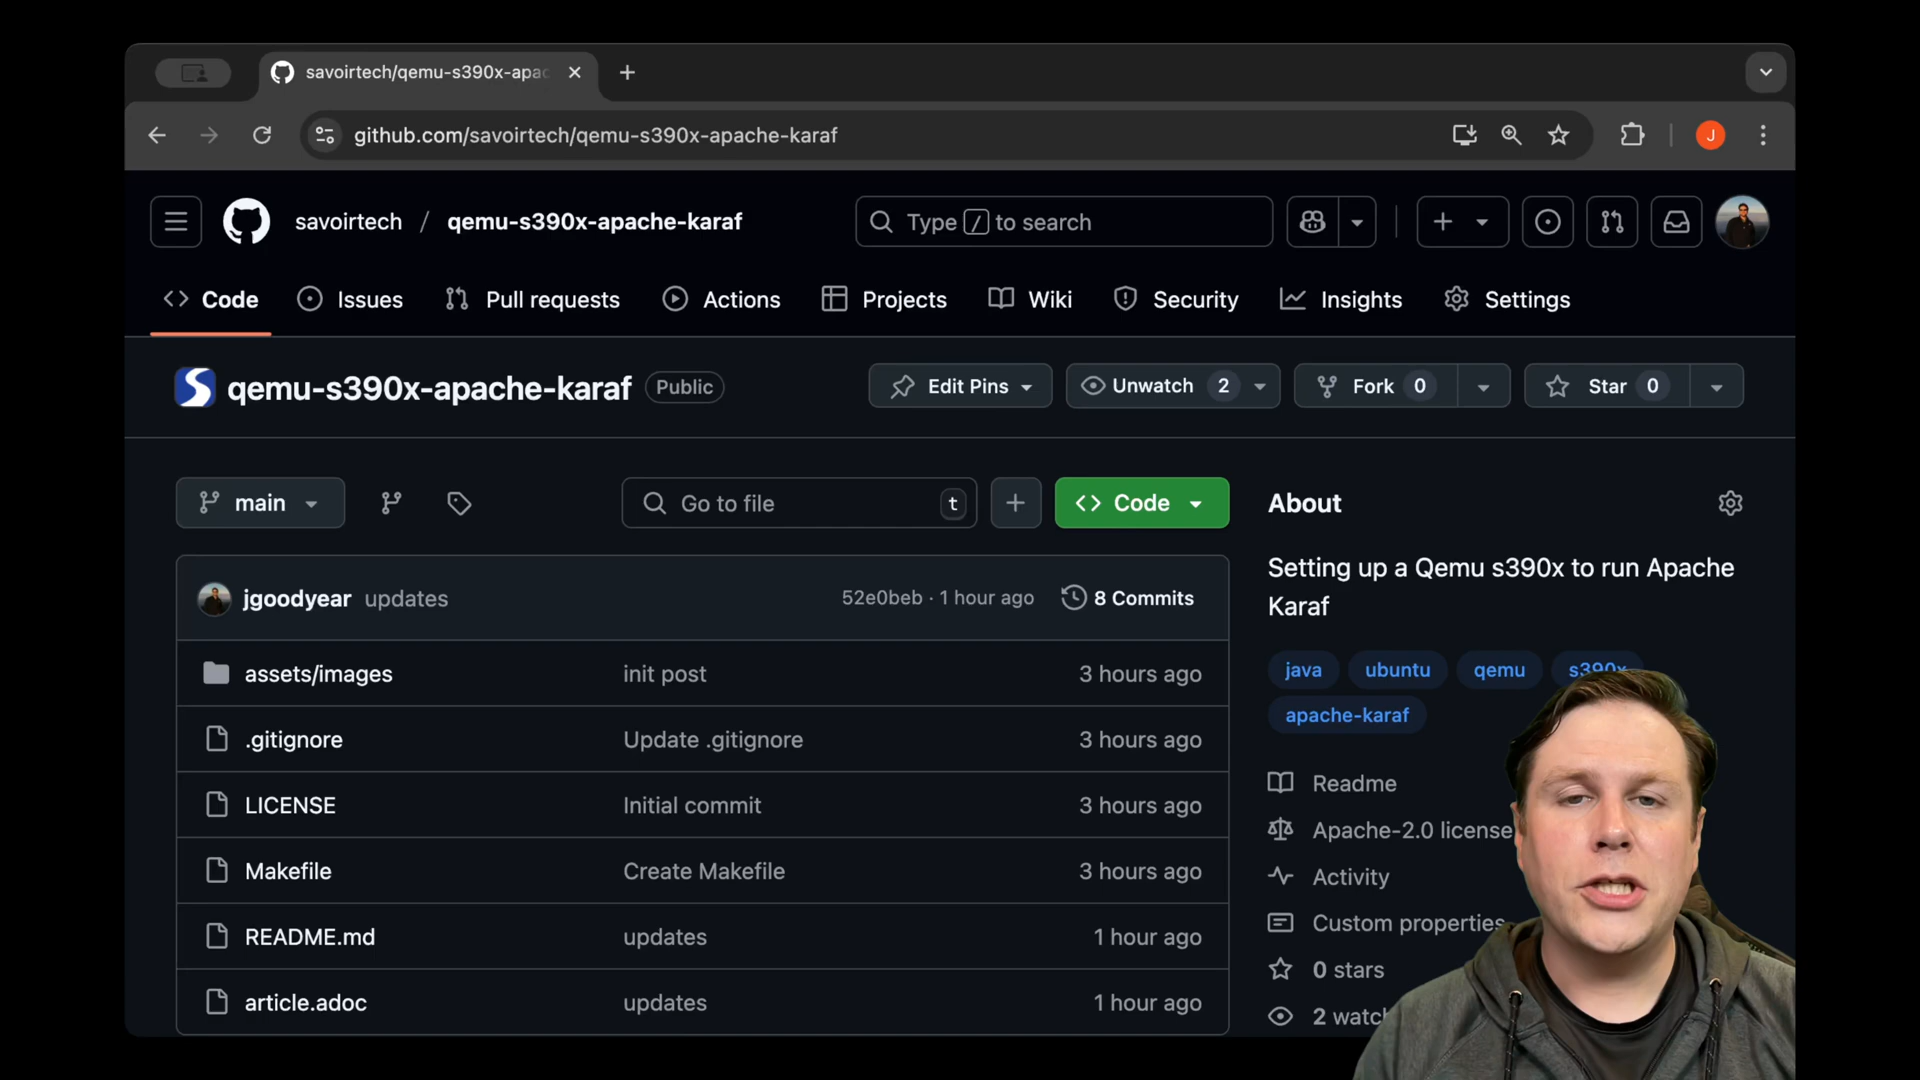 savoirtech/qemu-s390x-apac
github.com/savoirtech/qemu-s390x-apache-karaf
J
savoirtech / qemu-s390x-apache-karaf
Type / to search
Code Issues Pull requests Actions Projects Wiki Security Insights Settings
qemu-s390x-apache-karaf Public
Edit Pins Unwatch 2 Fork 0 Star 0
main
Go to file t
Code
About
Setting up a Qemu s390x to run Apache
Karaf
java ubuntu qemu s390x
apache-karaf
Readme
Apache-2.0 license
Activity
Custom properties
0 stars
2 watc
jgoodyear updates 52e0beb · 1 hour ago 8 Commits
assets/images init post 3 hours ago
.gitignore Update .gitignore 3 hours ago
LICENSE Initial commit 3 hours ago
Makefile Create Makefile 3 hours ago
README.md updates 1 hour ago
article.adoc updates 1 hour ago